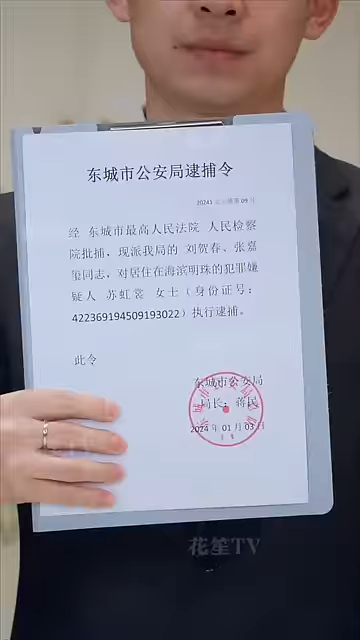 东城市公安局逮捕令
经 东城市最高人民法院 人民检察
院批捕，现派我局的 刘贺春、张嘉
玺同志，对居住在海滨明珠的犯罪嫌
疑人 苏虹裳 女士（身份证号：
422369194509193022）执行逮捕。
此令
东城市公安局
局长：蒋民
2024 年 01 月 03 日
花笙TV